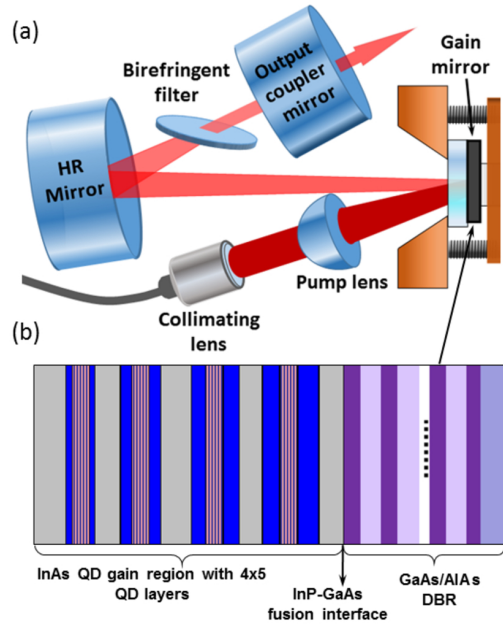 (a)
Birefringent
filter
Output
coupler
mirror
Gain
mirror
HR
Mirror
Pump lens
Collimating
lens
(b)
InAs QD gain region with 4x5
QD layers
InP-GaAs
fusion interface
GaAs/AlAs
DBR